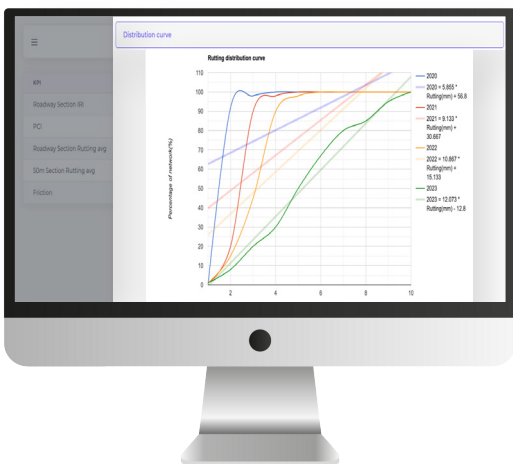 Distribution curve
KPI
Roadway Section IRI
PCI
Roadway Section Rutting avg
50m Section Rutting avg
Friction
Rutting distribution curve
Percentage of network(%)
110
100
90
80
70
60
50
40
30
20
10
0
2
4
6
8
10
2020
2020 = 5.855 *
Rutting(mm) + 56.8
2021
2021 = 9.133 *
Rutting(mm) +
30.667
2022
2022 = 10.867 *
Rutting(mm) +
15.133
2023
2023 = 12.073 *
Rutting(mm) - 12.8